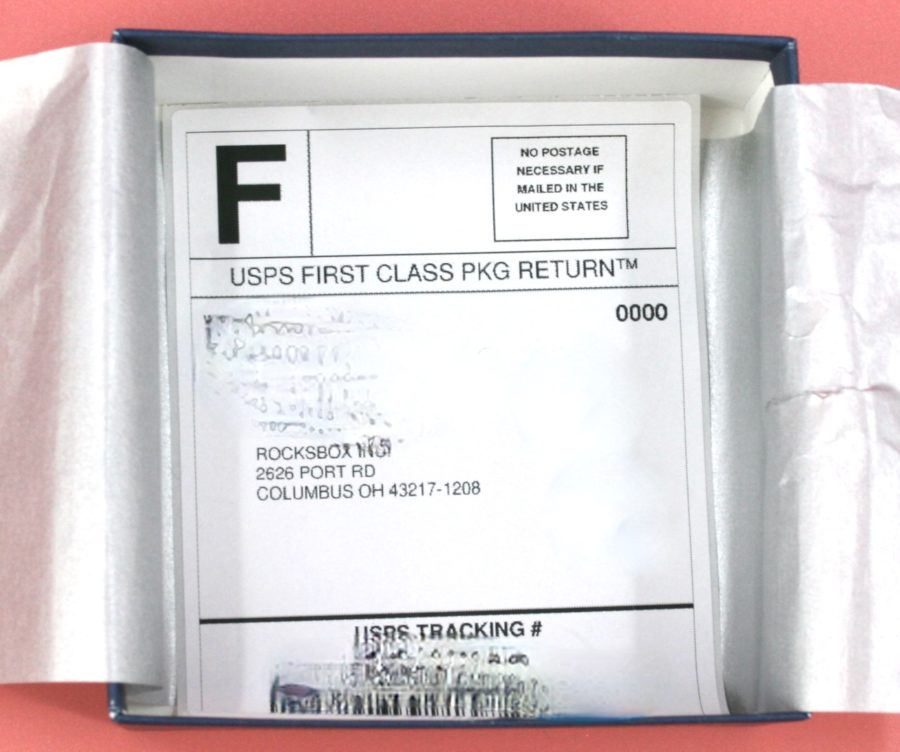 F
NO POSTAGE
NECESSARY IF
MAILED IN THE
UNITED STATES
USPS FIRST CLASS PKG RETURN™
0000
ROCKSBOX
2626 PORT RD
COLUMBUS OH 43217-1208
USPS TRACKING #